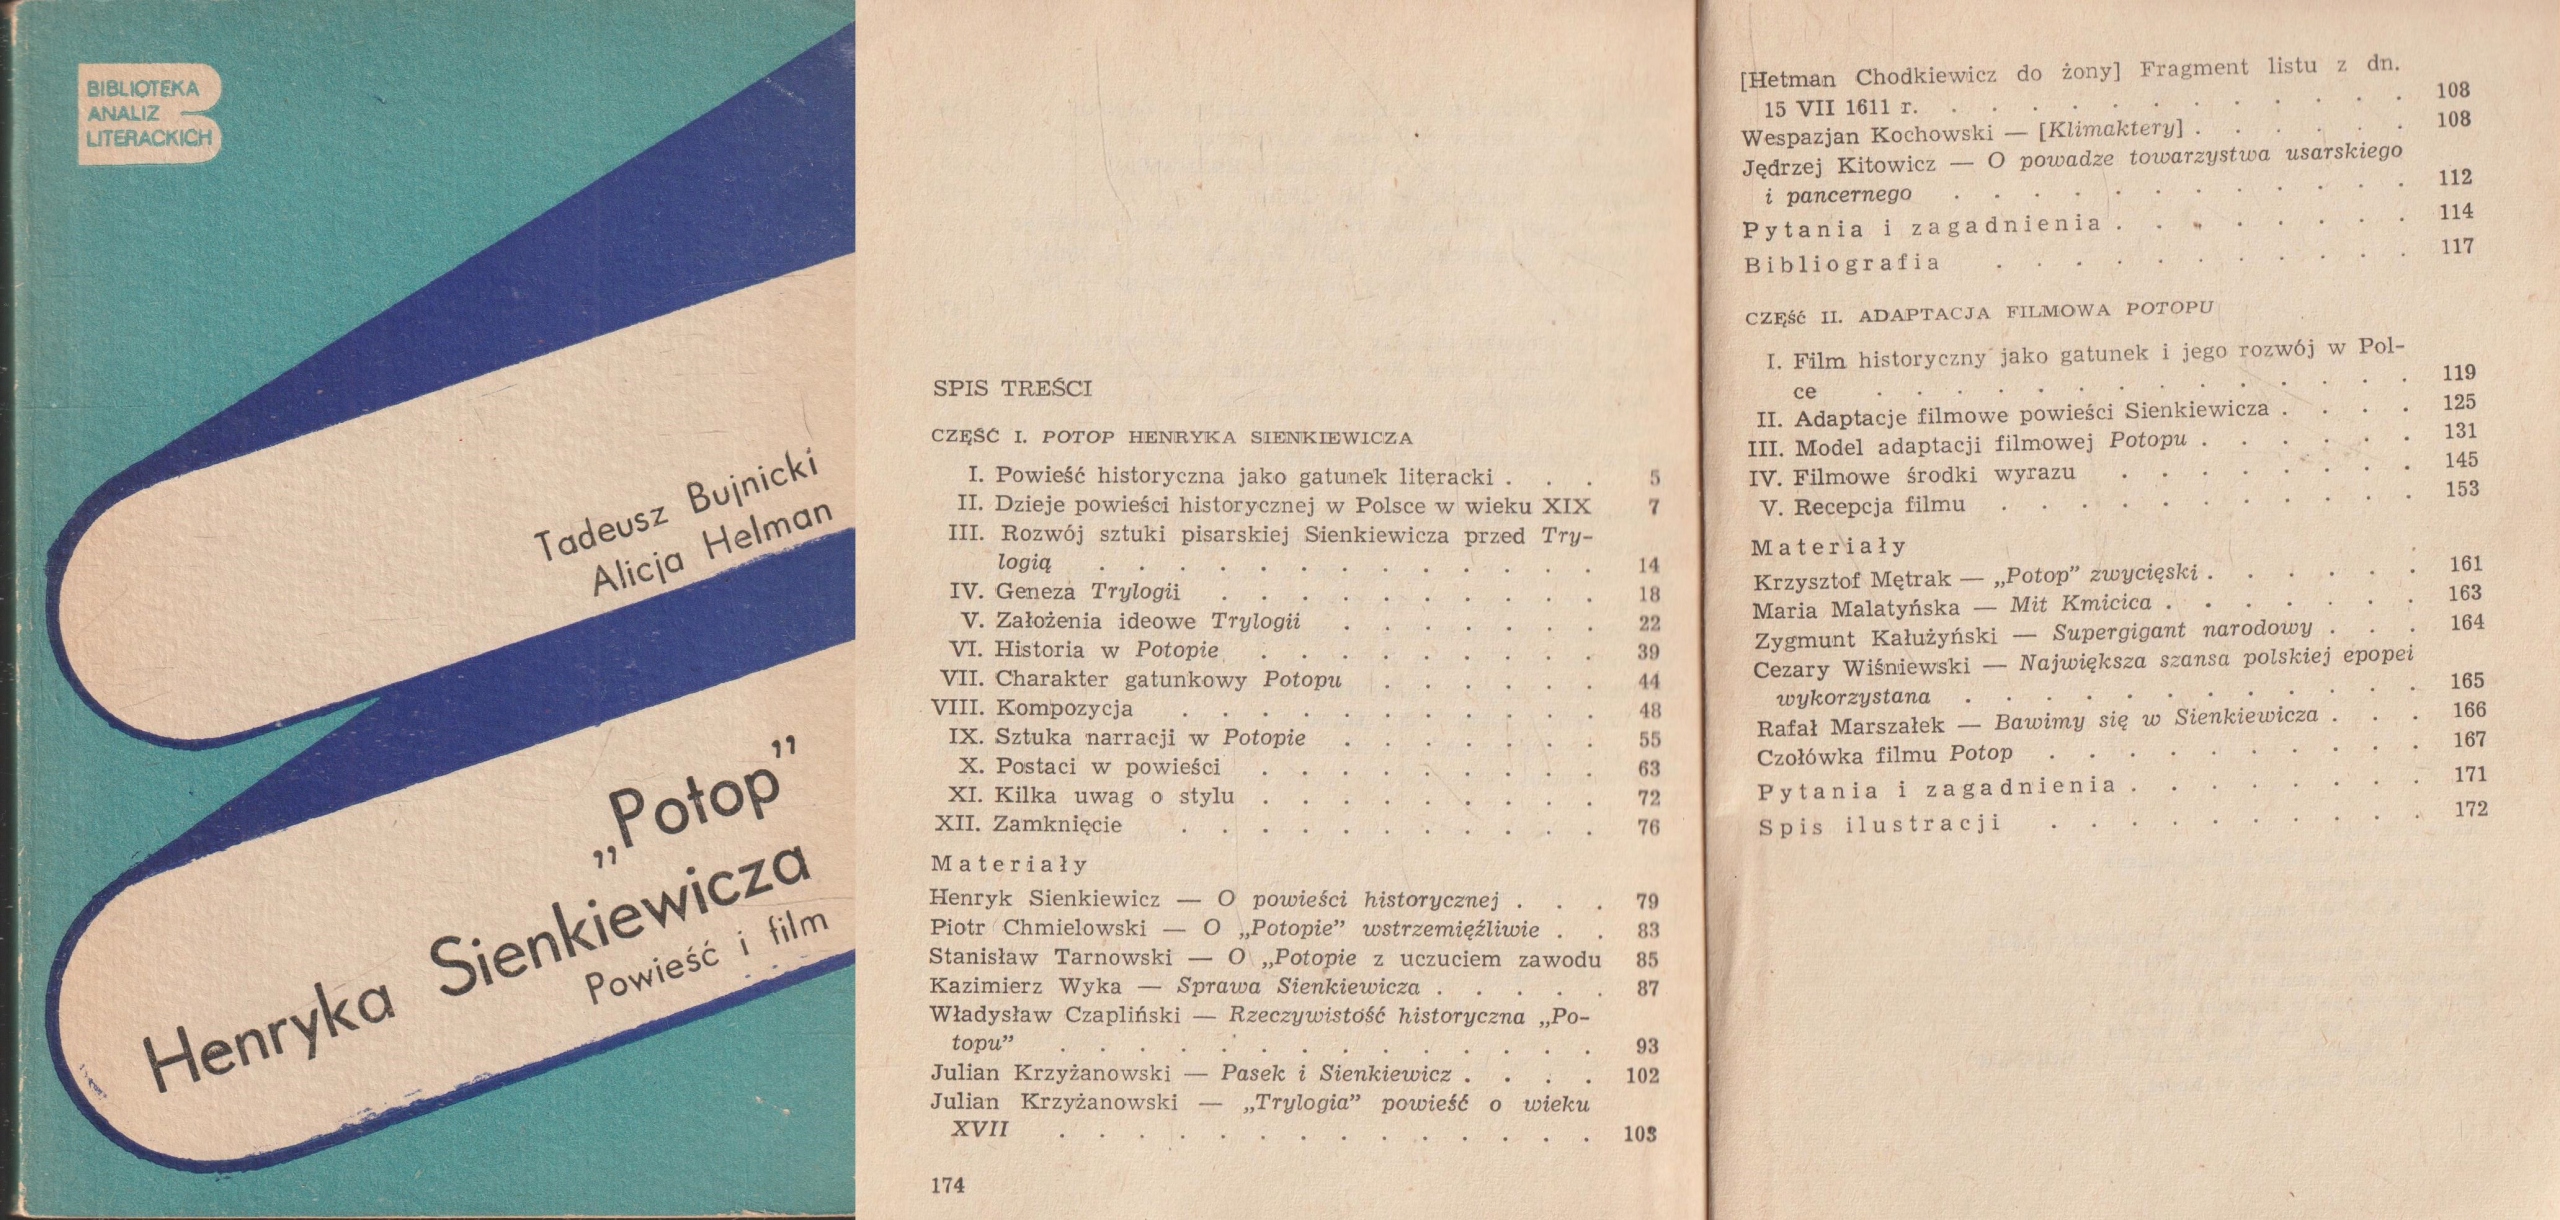 BIBLIOTEKA
ANALIZ
LITERACKICH
Tadeusz Bujnicki
Alicja Helman
„Potop”
Henryka Sienkiewicza
Powieść i film
SPIS TREŚCI
CZĘŚĆ I. POTOP HENRYKA SIENKIEWICZA
I. Powieść historyczna jako gatunek literacki . . . 5
II. Dzieje powieści historycznej w Polsce w wieku XIX 7
III. Rozwój sztuki pisarskiej Sienkiewicza przed Try-
logią . . . . . . . . . . . . . 14
IV. Geneza Trylogii . . . . . . . . . . 18
V. Założenia ideowe Trylogii . . . . . . . 22
VI. Historia w Potopie . . . . . . . . . 39
VII. Charakter gatunkowy Potopu . . . . . . 44
VIII. Kompozycja . . . . . . . . . . . 48
IX. Sztuka narracji w Potopie . . . . . . . 55
X. Postaci w powieści . . . . . . . . . 63
XI. Kilka uwag o stylu . . . . . . . . . 72
XII. Zamknięcie . . . . . . . . . . . 76
Materiały
Henryk Sienkiewicz — O powieści historycznej . . . 79
Piotr Chmielowski — O „Potopie” wstrzemięźliwie . . 83
Stanisław Tarnowski — O „Potopie z uczuciem zawodu 85
Kazimierz Wyka — Sprawa Sienkiewicza . . . . . 87
Władysław Czapliński — Rzeczywistość historyczna „Po-
topu” . . . . . . . . . . . . . . 93
Julian Krzyżanowski — Pasek i Sienkiewicz . . . . 102
Julian Krzyżanowski — „Trylogia” powieść o wieku
XVII . . . . . . . . . . . . . . 103
174
[Hetman Chodkiewicz do żony] Fragment listu z dn.
15 VII 1611 r. . . . . . . . . . . . . 108
Wespazjan Kochowski — [Klimaktery] . . . . . . 108
Jędrzej Kitowicz — O powadze towarzystwa usarskiego
i pancernego . . . . . . . . . . . . 112
Pytania i zagadnienia . . . . . . . . 114
Bibliografia . . . . . . . . . . . 117
CZĘŚĆ II. ADAPTACJA FILMOWA POTOPU
I. Film historyczny jako gatunek i jego rozwój w Pol-
ce . . . . . . . . . . . . . . 119
II. Adaptacje filmowe powieści Sienkiewicza . . . . 125
III. Model adaptacji filmowej Potopu . . . . . . 131
IV. Filmowe środki wyrazu . . . . . . . . 145
V. Recepcja filmu . . . . . . . . . . . 153
Materiały
Krzysztof Mętrak — „Potop” zwycięski . . . . . . 161
Maria Malatyńska — Mit Kmicica . . . . . . . 163
Zygmunt Kałużyński — Supergigant narodowy . . . 164
Cezary Wiśniewski — Największa szansa polskiej epopei
wykorzystana . . . . . . . . . . . . 165
Rafał Marszałek — Bawimy się w Sienkiewicza . . . 166
Czołówka filmu Potop . . . . . . . . . . 167
Pytania i zagadnienia . . . . . . . . 171
Spis ilustracji . . . . . . . . . . 172